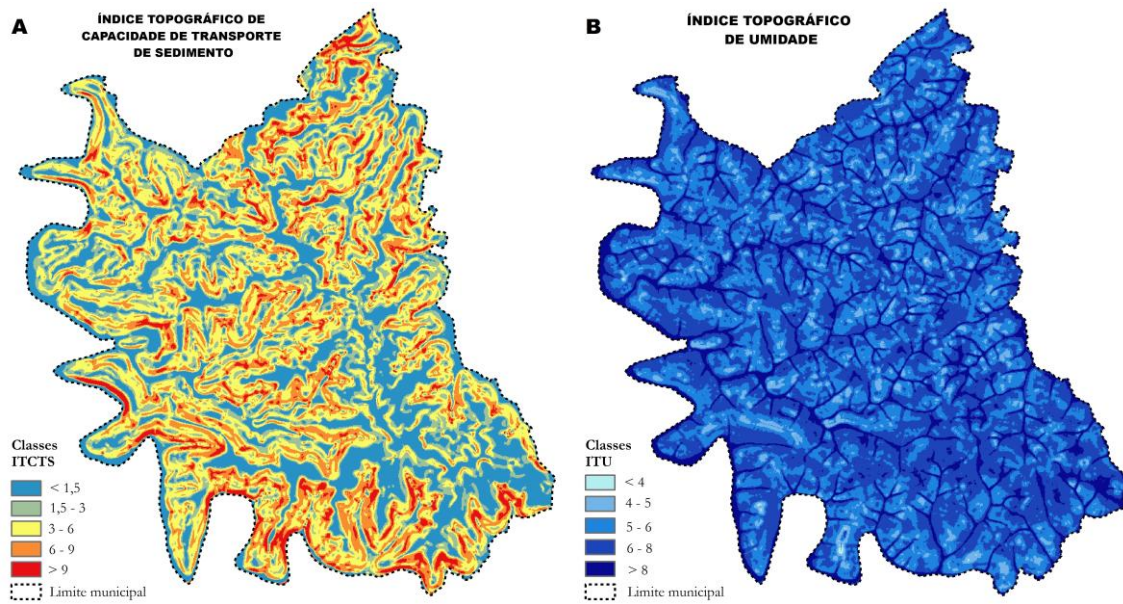 A
ÍNDICE TOPOGRÁFICO DE
CAPACIDADE DE TRANSPORTE
DE SEDIMENTO
Classes
ITCTS
< 1,5
1,5 - 3
3 - 6
6 - 9
> 9
Limite municipal
B
ÍNDICE TOPOGRÁFICO
DE UMIDADE
Classes
ITU
< 4
4 - 5
5 - 6
6 - 8
> 8
Limite municipal